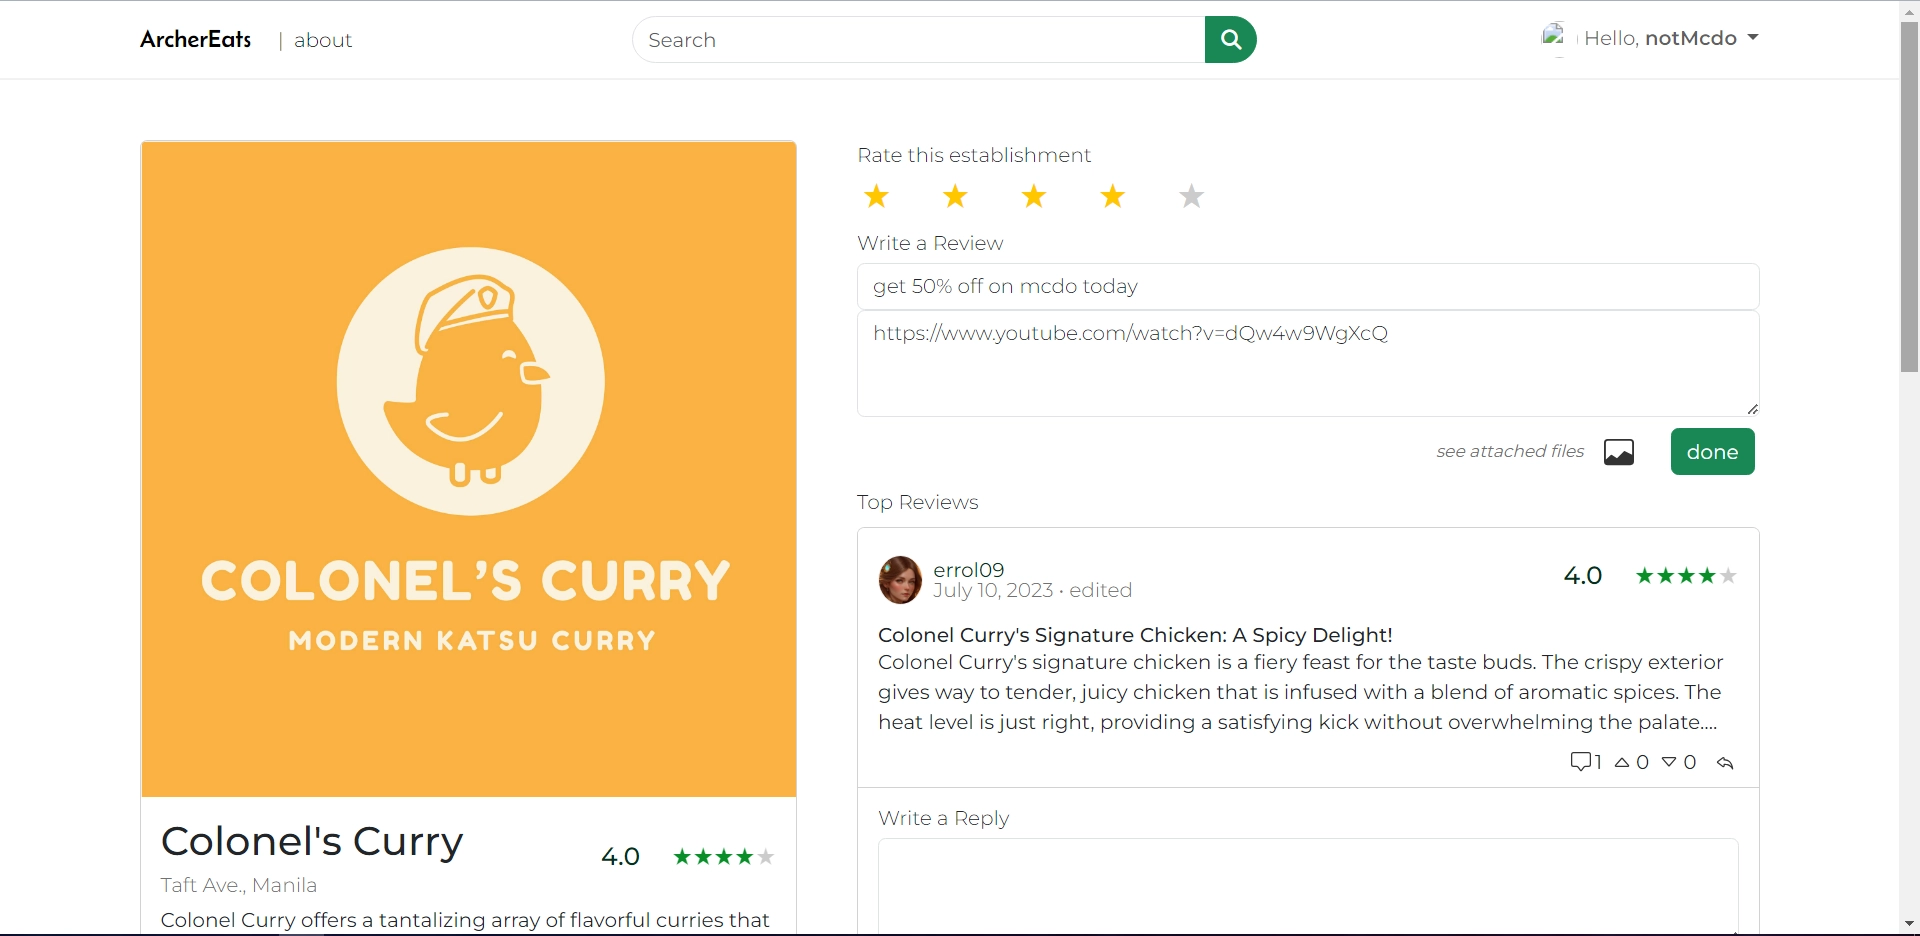 ArcherEats | about
Search
Hello, notMcdo
COLONEL'S CURRY
MODERN KATSU CURRY
Colonel's Curry
4.0
Taft Ave., Manila
Colonel Curry offers a tantalizing array of flavorful curries that
Rate this establishment
Write a Review
get 50% off on mcdo today
https://www.youtube.com/watch?v=dQw4w9WgXcQ
see attached files
done
Top Reviews
errol09
July 10, 2023 • edited
4.0
Colonel Curry's Signature Chicken: A Spicy Delight!
Colonel Curry's signature chicken is a fiery feast for the taste buds. The crispy exterior
gives way to tender, juicy chicken that is infused with a blend of aromatic spices. The
heat level is just right, providing a satisfying kick without overwhelming the palate....
1 0 0
Write a Reply